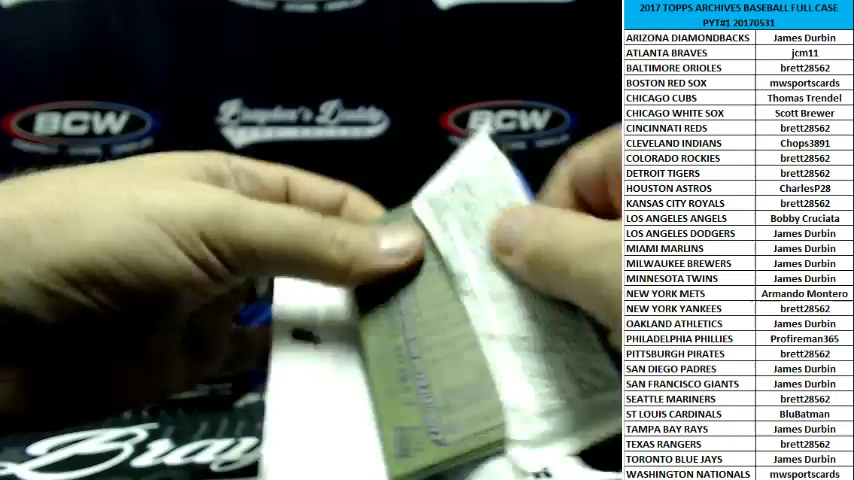 2017 TOPPS ARCHIVES BASEBALL FULL CASE
PYT#1 20170531
ARIZONA DIAMONDBACKS James Durbin
ATLANTA BRAVES jcm11
BALTIMORE ORIOLES brett28562
BOSTON RED SOX mwsportscards
CHICAGO CUBS Thomas Trendel
CHICAGO WHITE SOX Scott Brewer
CINCINNATI REDS brett28562
CLEVELAND INDIANS Chops3891
COLORADO ROCKIES brett28562
DETROIT TIGERS brett28562
HOUSTON ASTROS CharlesP28
KANSAS CITY ROYALS brett28562
LOS ANGELES ANGELS Bobby Cruciata
LOS ANGELES DODGERS James Durbin
MIAMI MARLINS James Durbin
MILWAUKEE BREWERS James Durbin
MINNESOTA TWINS James Durbin
NEW YORK METS Armando Montero
NEW YORK YANKEES brett28562
OAKLAND ATHLETICS James Durbin
PHILADELPHIA PHILLIES Profireman365
PITTSBURGH PIRATES brett28562
SAN DIEGO PADRES James Durbin
SAN FRANCISCO GIANTS James Durbin
SEATTLE MARINERS brett28562
ST LOUIS CARDINALS BluBatman
TAMPA BAY RAYS James Durbin
TEXAS RANGERS brett28562
TORONTO BLUE JAYS James Durbin
WASHINGTON NATIONALS mwsportscards
BCW
Brayden's Daddy
BCW
Bray